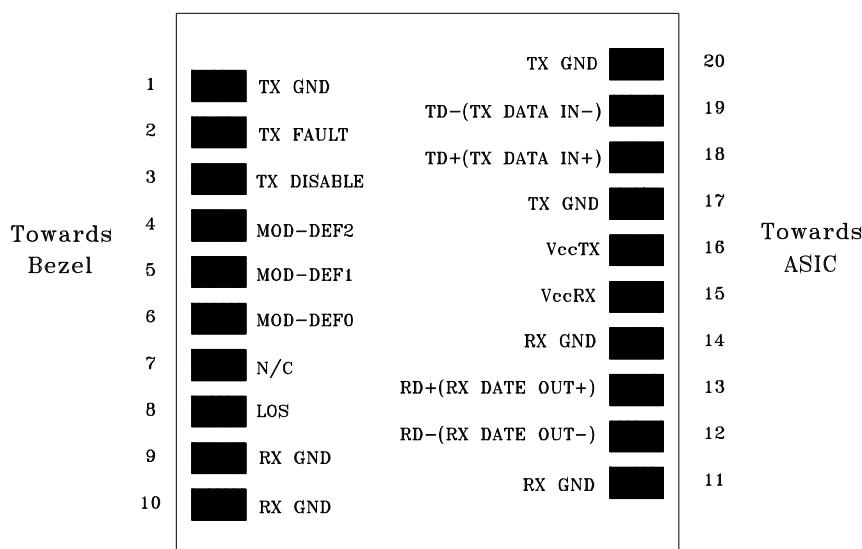 Towards
Bezel
1 TX GND
2 TX FAULT
3 TX DISABLE
4 MOD-DEF2
5 MOD-DEF1
6 MOD-DEF0
7 N/C
8 LOS
9 RX GND
10 RX GND
TX GND 20
TD-(TX DATA IN-) 19
TD+(TX DATA IN+) 18
TX GND 17
VccTX 16
VccRX 15
RX GND 14
RD+(RX DATE OUT+) 13
RD-(RX DATE OUT-) 12
RX GND 11
Towards
ASIC